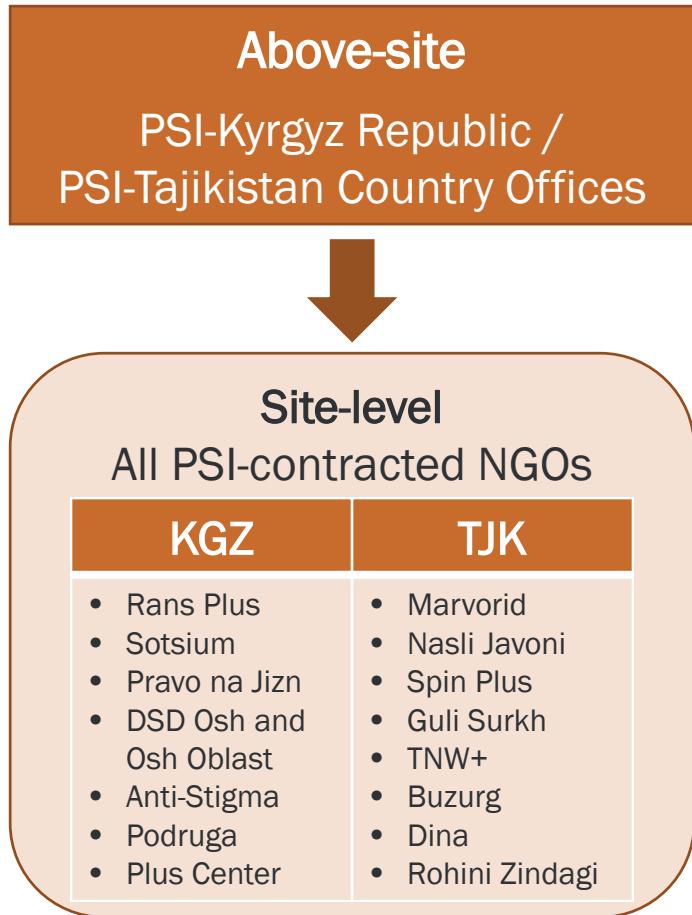 Above-site
PSI-Kyrgyz Republic /
PSI-Tajikistan Country Offices
Site-level
All PSI-contracted NGOs
KGZ
• Rans Plus
• Sotsium
• Pravo na Jizn
• DSD Osh and
Osh Oblast
• Anti-Stigma
• Podruga
• Plus Center
TJK
• Marvorid
• Nasli Javoni
• Spin Plus
• Guli Surkh
• TNW+
• Buzurg
• Dina
• Rohini Zindagi